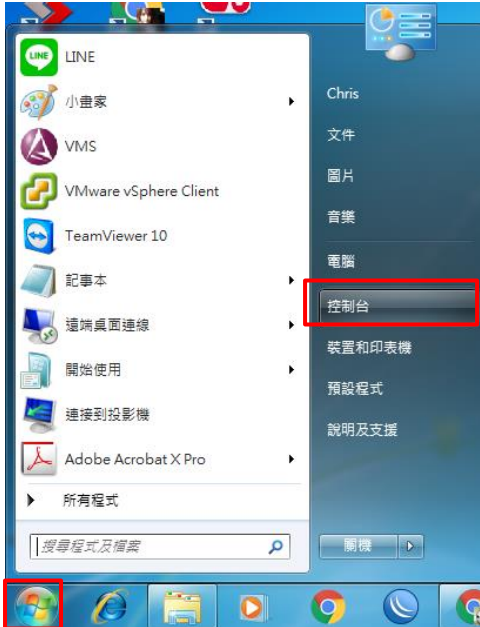 LINE
小畫家
VMS
VMware vSphere Client
TeamViewer 10
記事本
遠端桌面連線
開始使用
連接到投影機
Adobe Acrobat X Pro
所有程式
搜尋程式及檔案
Chris
文件
圖片
音樂
電腦
控制台
裝置和印表機
預設程式
說明及支援
關機